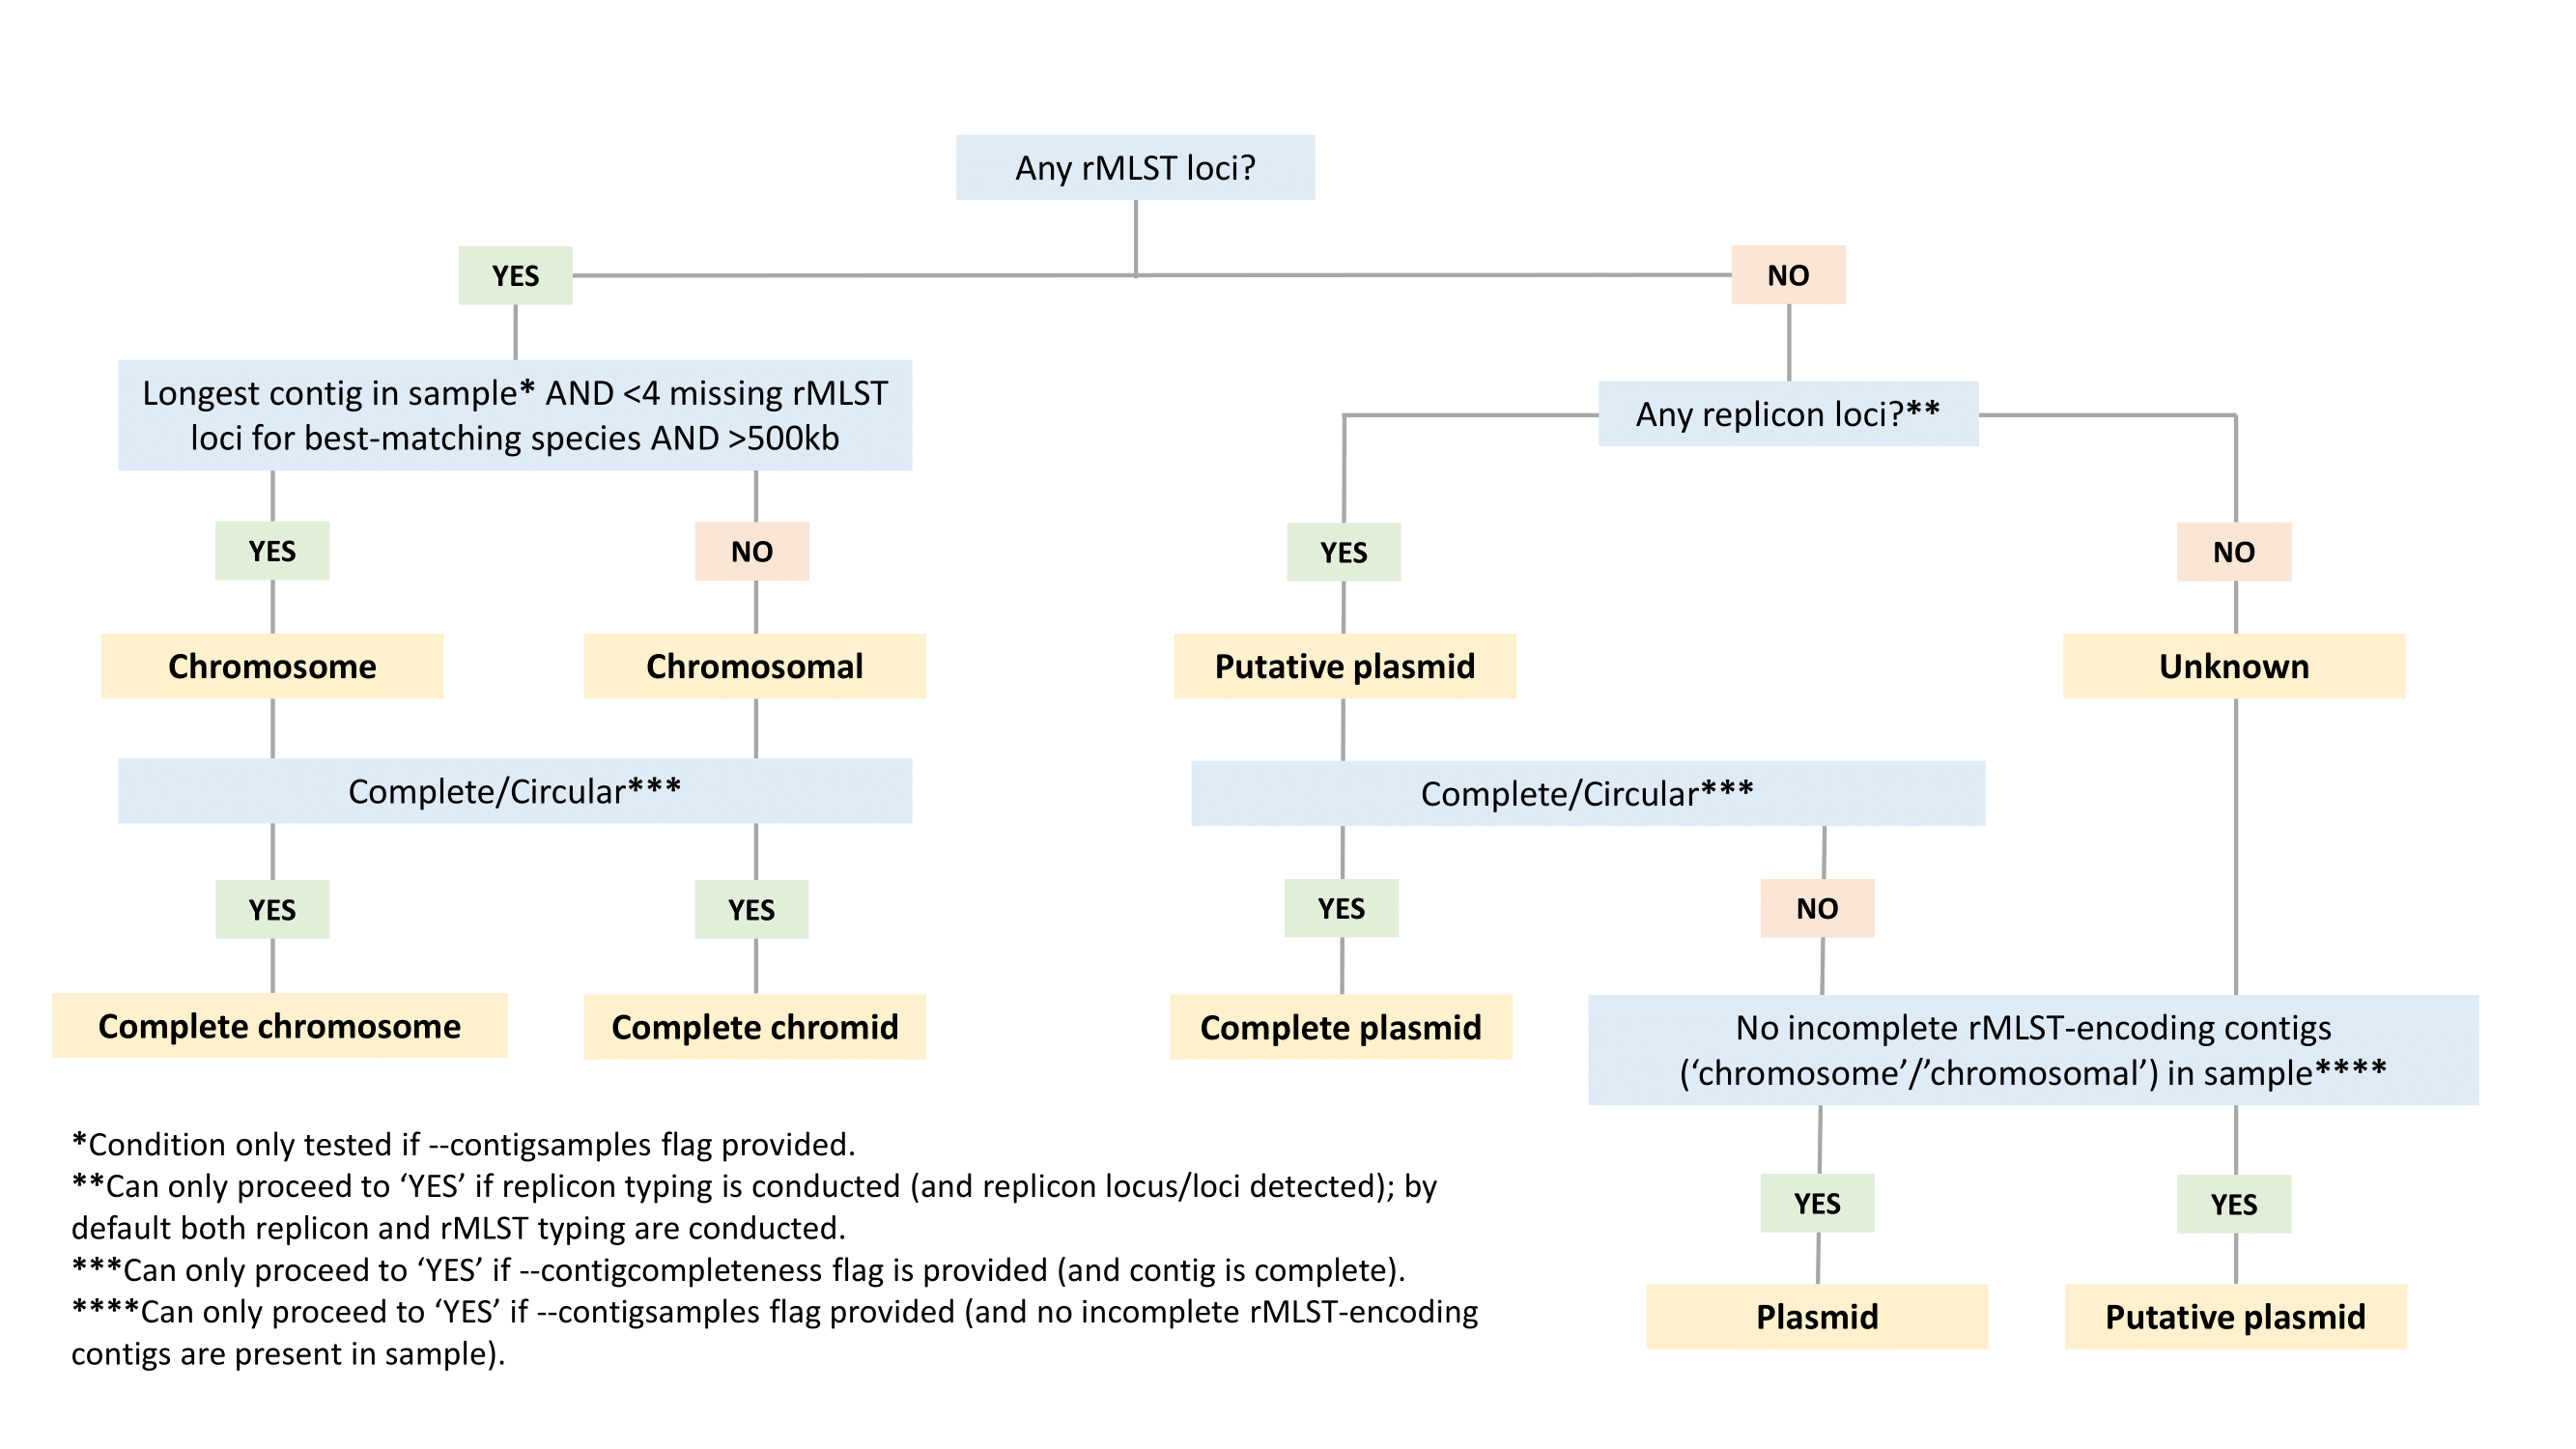 Any rMLST loci?
YES
NO
Longest contig in sample* AND <4 missing rMLST
loci for best-matching species AND >500kb
Any replicon loci?**
YES
NO
YES
NO
Chromosome
Chromosomal
Putative plasmid
Unknown
Complete/Circular***
Complete/Circular***
YES
YES
YES
NO
Complete chromosome
Complete chromid
Complete plasmid
No incomplete rMLST-encoding contigs
(‘chromosome’/’chromosomal’) in sample****
YES
YES
Plasmid
Putative plasmid
*Condition only tested if --contigsamples flag provided.
**Can only proceed to ‘YES’ if replicon typing is conducted (and replicon locus/loci detected); by
default both replicon and rMLST typing are conducted.
***Can only proceed to ‘YES’ if --contigcompleteness flag is provided (and contig is complete).
****Can only proceed to ‘YES’ if --contigsamples flag provided (and no incomplete rMLST-encoding
contigs are present in sample).